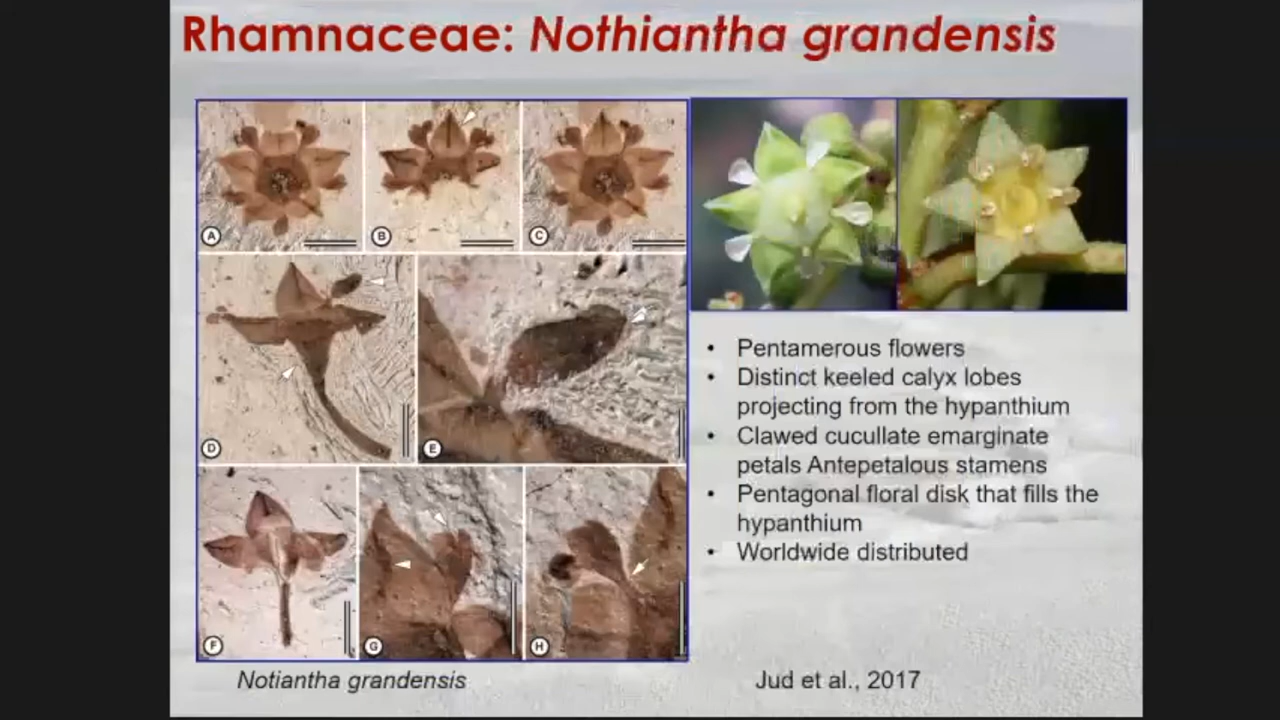 Rhamnaceae: Nothiantha grandensis
A
B
C
D
E
F
G
H
• Pentamerous flowers
• Distinct keeled calyx lobes
projecting from the hypanthium
• Clawed cucullate emarginate
petals Antepetalous stamens
• Pentagonal floral disk that fills the
hypanthium
• Worldwide distributed
Notiantha grandensis
Jud et al., 2017